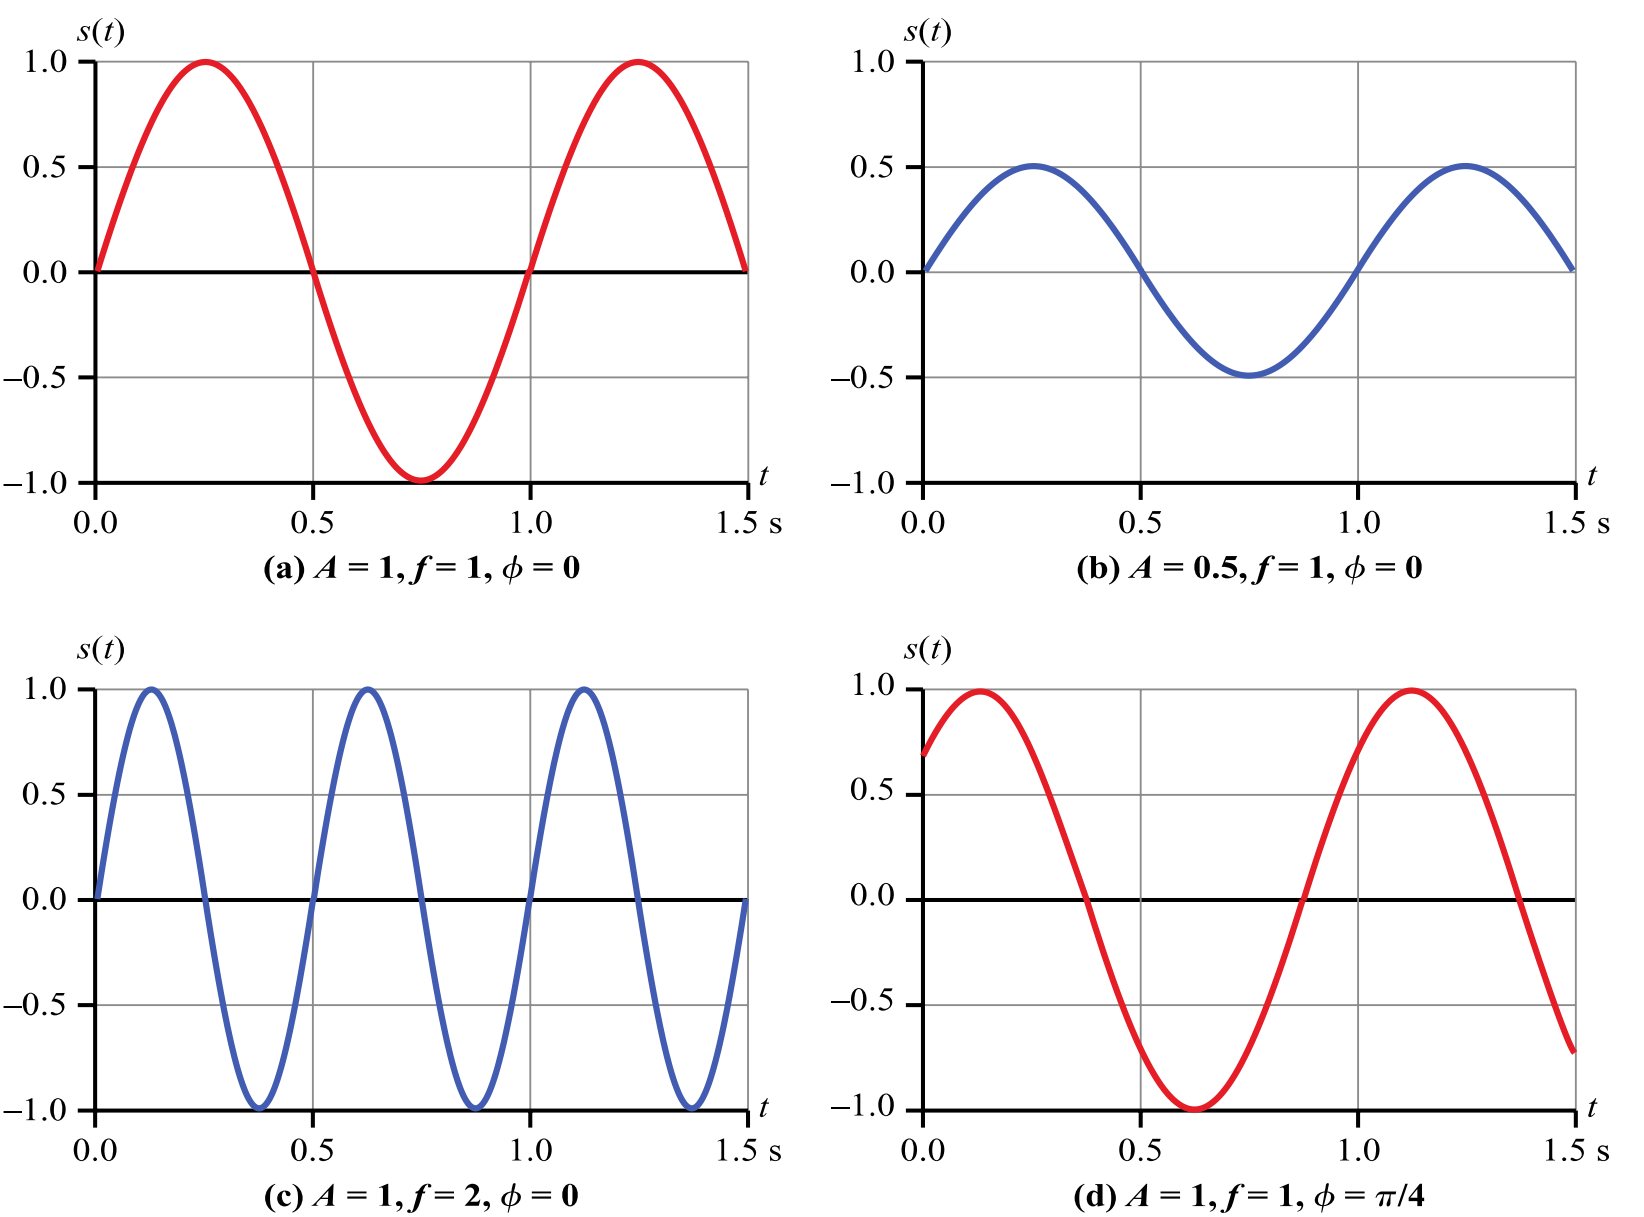 s(t)
1.0
0.5
0.0
–0.5
–1.0
t
0.0 0.5 1.0 1.5 s
(a) A = 1, f = 1, ϕ = 0
s(t)
1.0
0.5
0.0
–0.5
–1.0
t
0.0 0.5 1.0 1.5 s
(b) A = 0.5, f = 1, ϕ = 0
s(t)
1.0
0.5
0.0
–0.5
–1.0
t
0.0 0.5 1.0 1.5 s
(c) A = 1, f = 2, ϕ = 0
s(t)
1.0
0.5
0.0
–0.5
–1.0
t
0.0 0.5 1.0 1.5 s
(d) A = 1, f = 1, ϕ = π/4